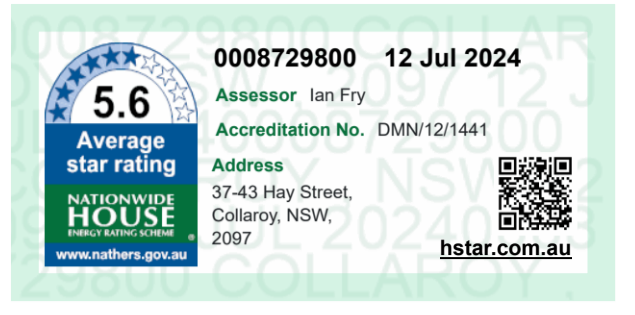 0008729800 12 Jul 2024
5.6
Average
star rating
NATIONWIDE
HOUSE
ENERGY RATING SCHEME ®
www.nathers.gov.au
Assessor Ian Fry
Accreditation No. DMN/12/1441
Address
37-43 Hay Street,
Collaroy, NSW,
2097
hstar.com.au